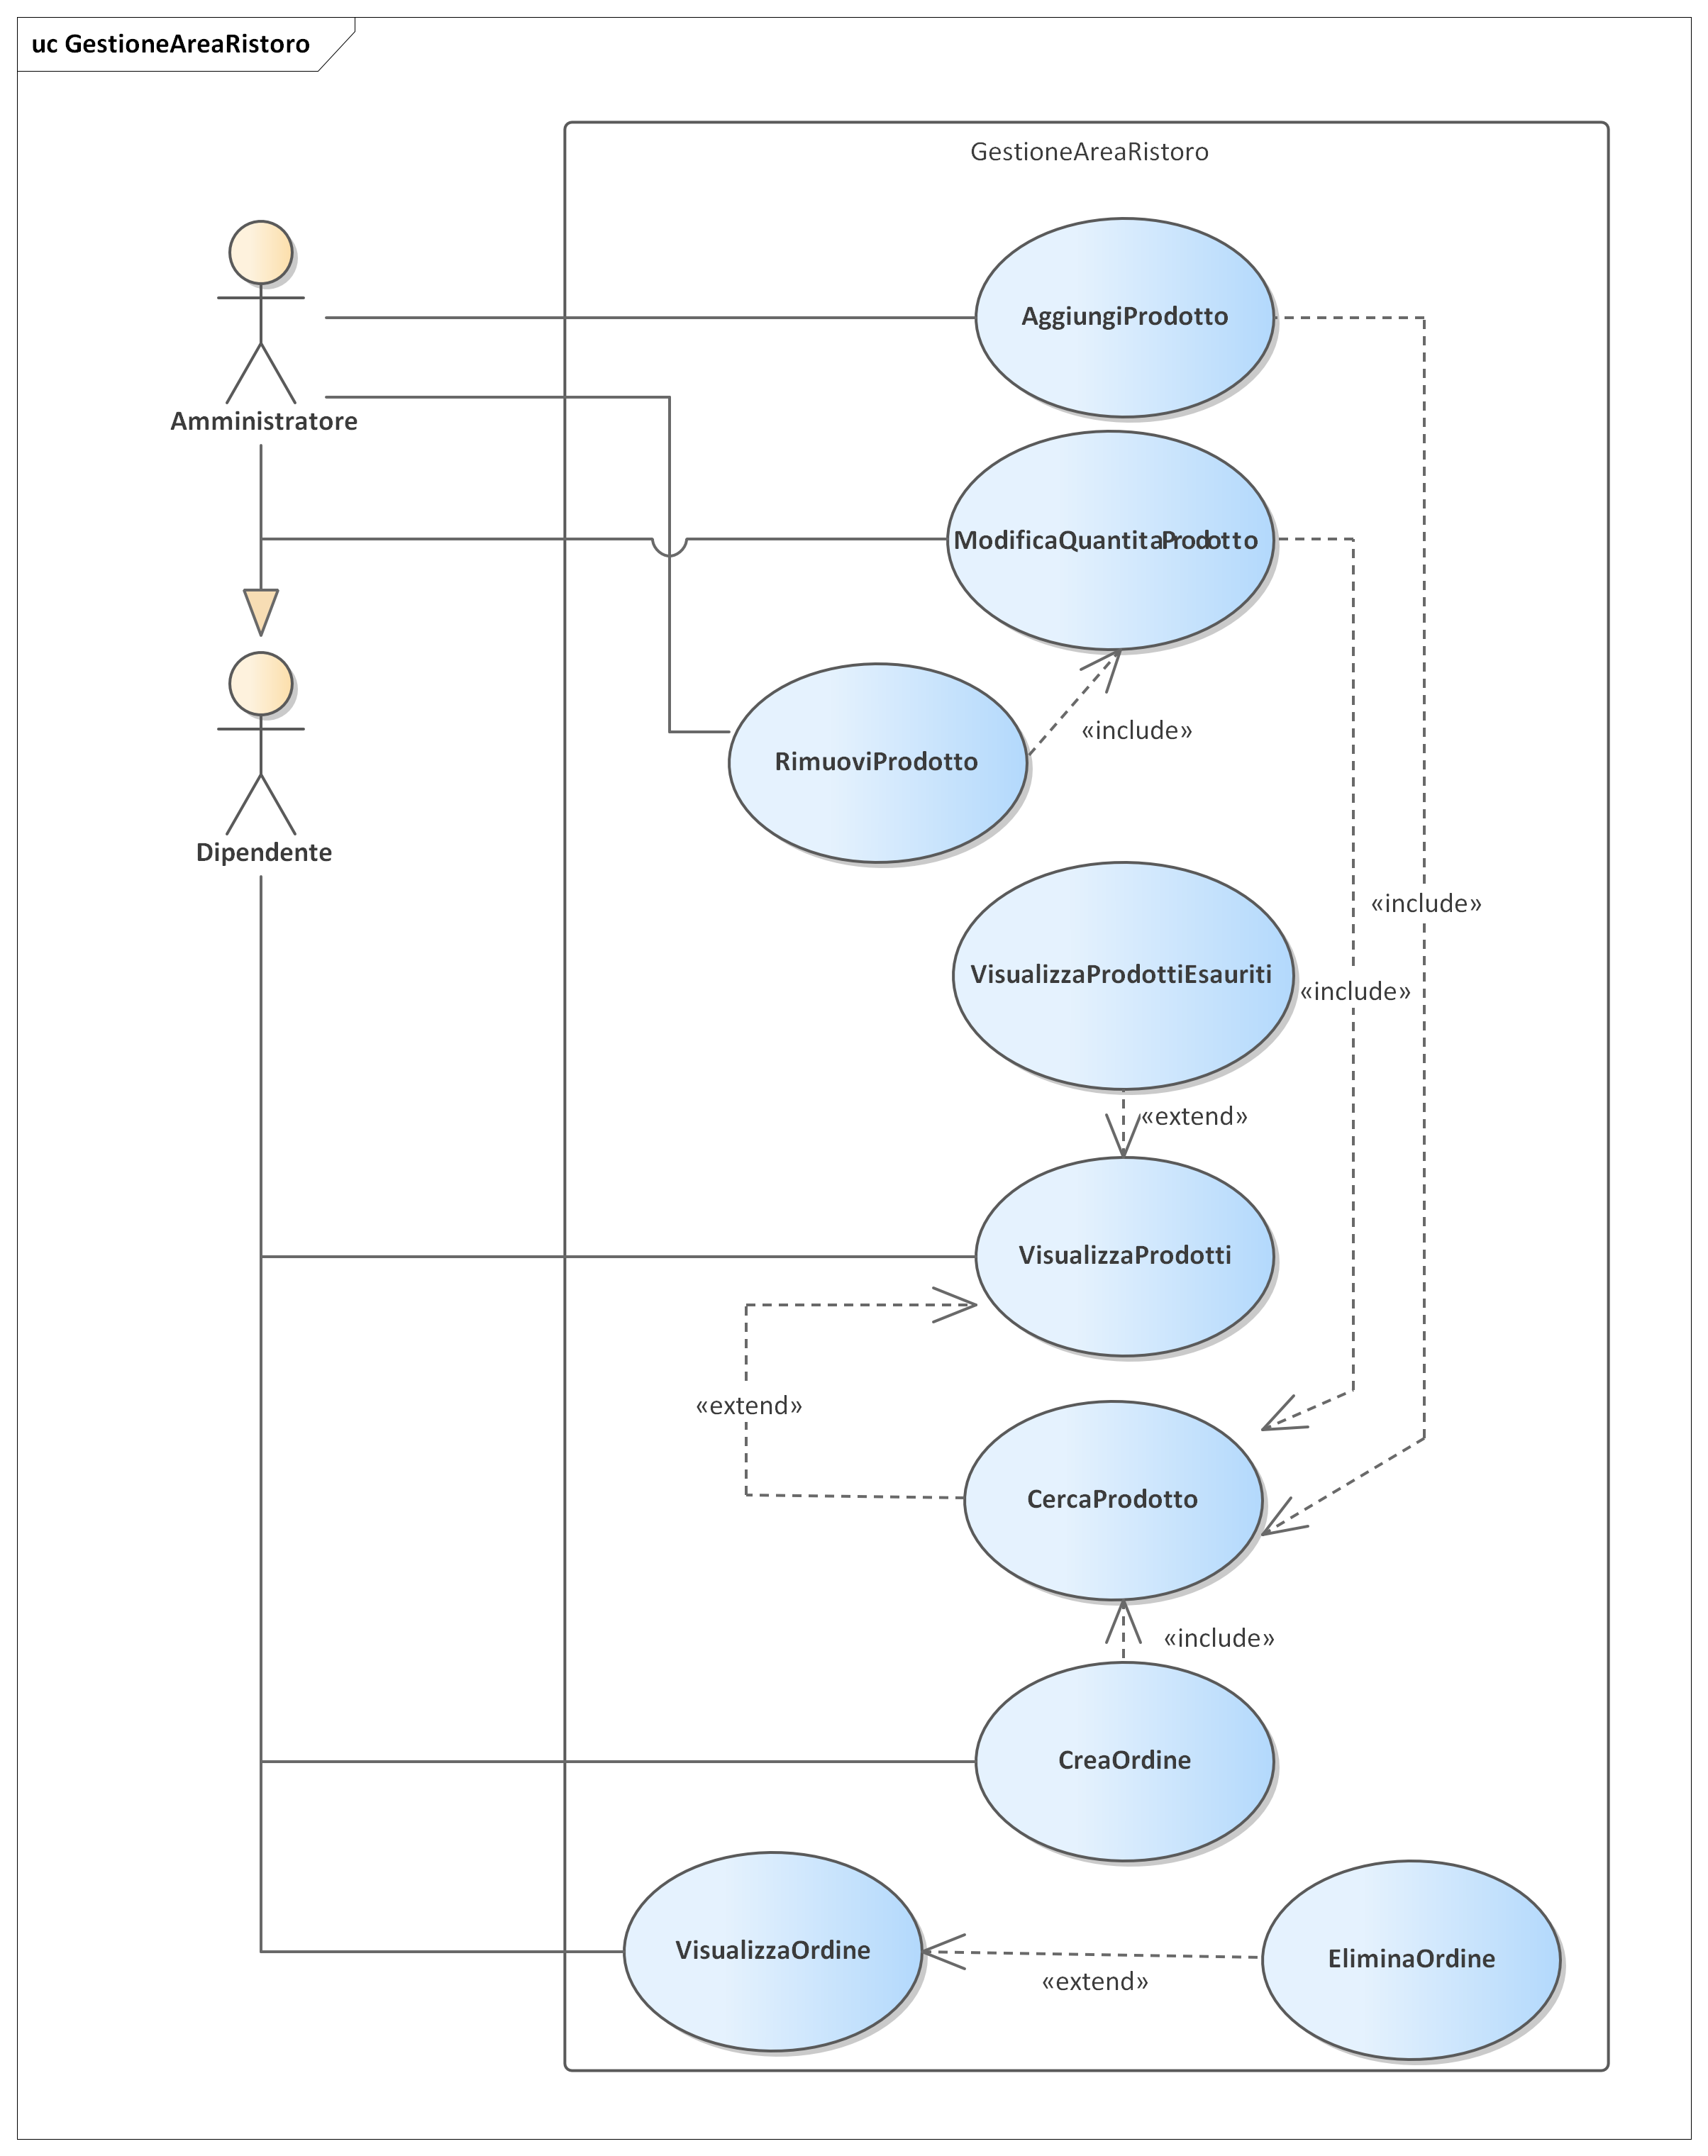 uc GestioneAreaRistoro
GestioneAreaRistoro
AggiungiProdotto
Amministratore
ModificaQuantitaProdotto
«include»
RimuoviProdotto
Dipendente
«include»
VisualizzaProdottiEsauriti
«include»
«extend»
VisualizzaProdotti
«extend»
CercaProdotto
«include»
CreaOrdine
VisualizzaOrdine
EliminaOrdine
«extend»